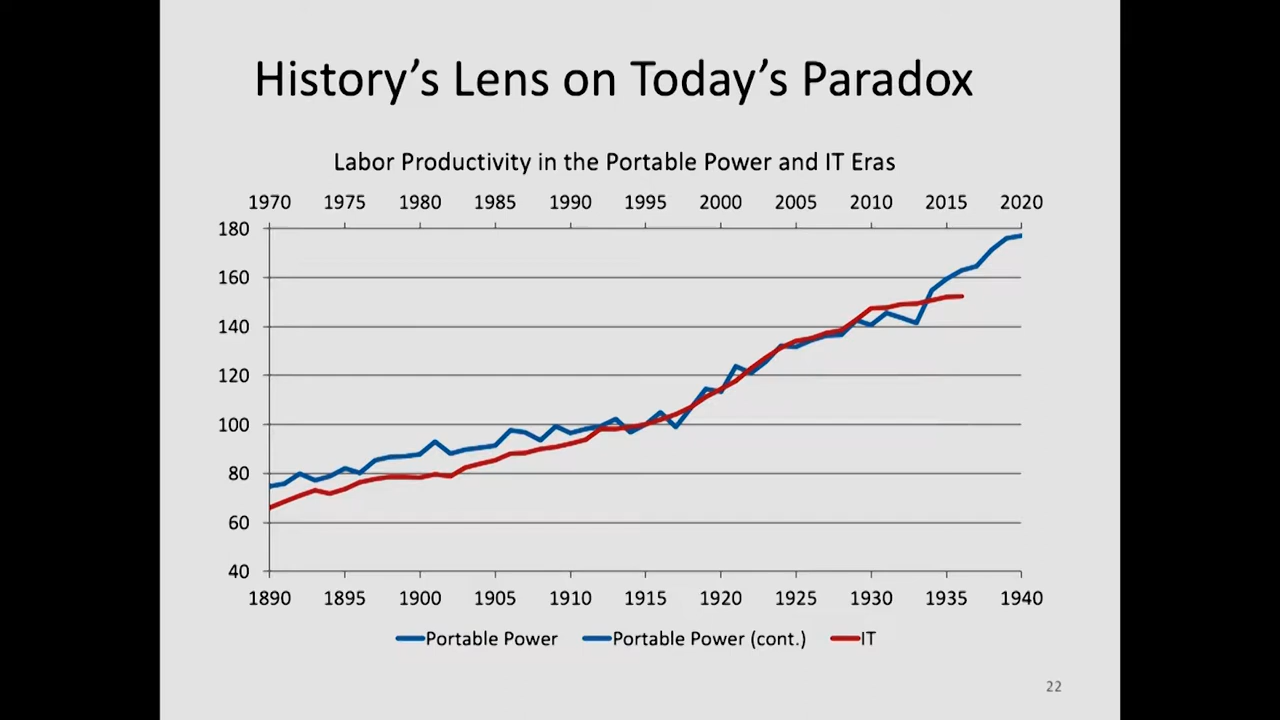 History's Lens on Today's Paradox
Labor Productivity in the Portable Power and IT Eras
1970 1975 1980 1985 1990 1995 2000 2005 2010 2015 2020
180
160
140
120
100
80
60
40
1890 1895 1900 1905 1910 1915 1920 1925 1930 1935 1940
Portable Power Portable Power (cont.) IT
22